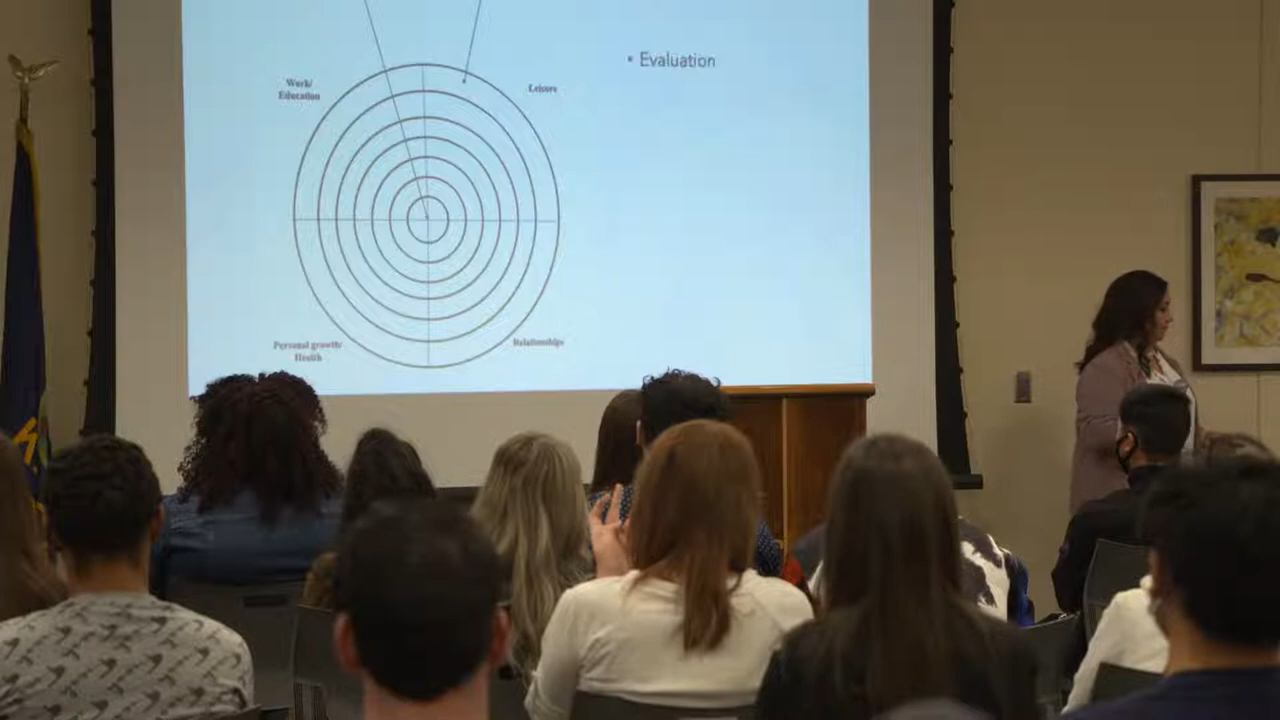 • Evaluation
Work/
Education
Leisure
Personal growth/
Health
Relationships